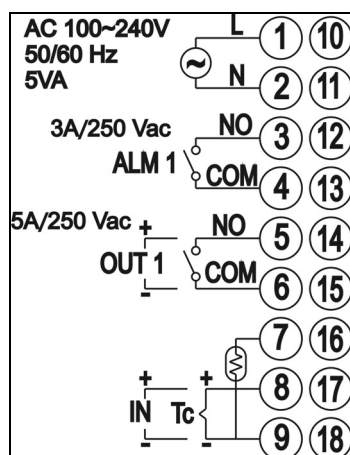 AC 100~240V
50/60 Hz
5VA
L 1 10
N 2 11
3A/250 Vac NO 3 12
ALM 1
COM 4 13
5A/250 Vac + NO 5 14
OUT 1
COM 6 15
-
7 16
+ + 8 17
IN Tc
- - 9 18